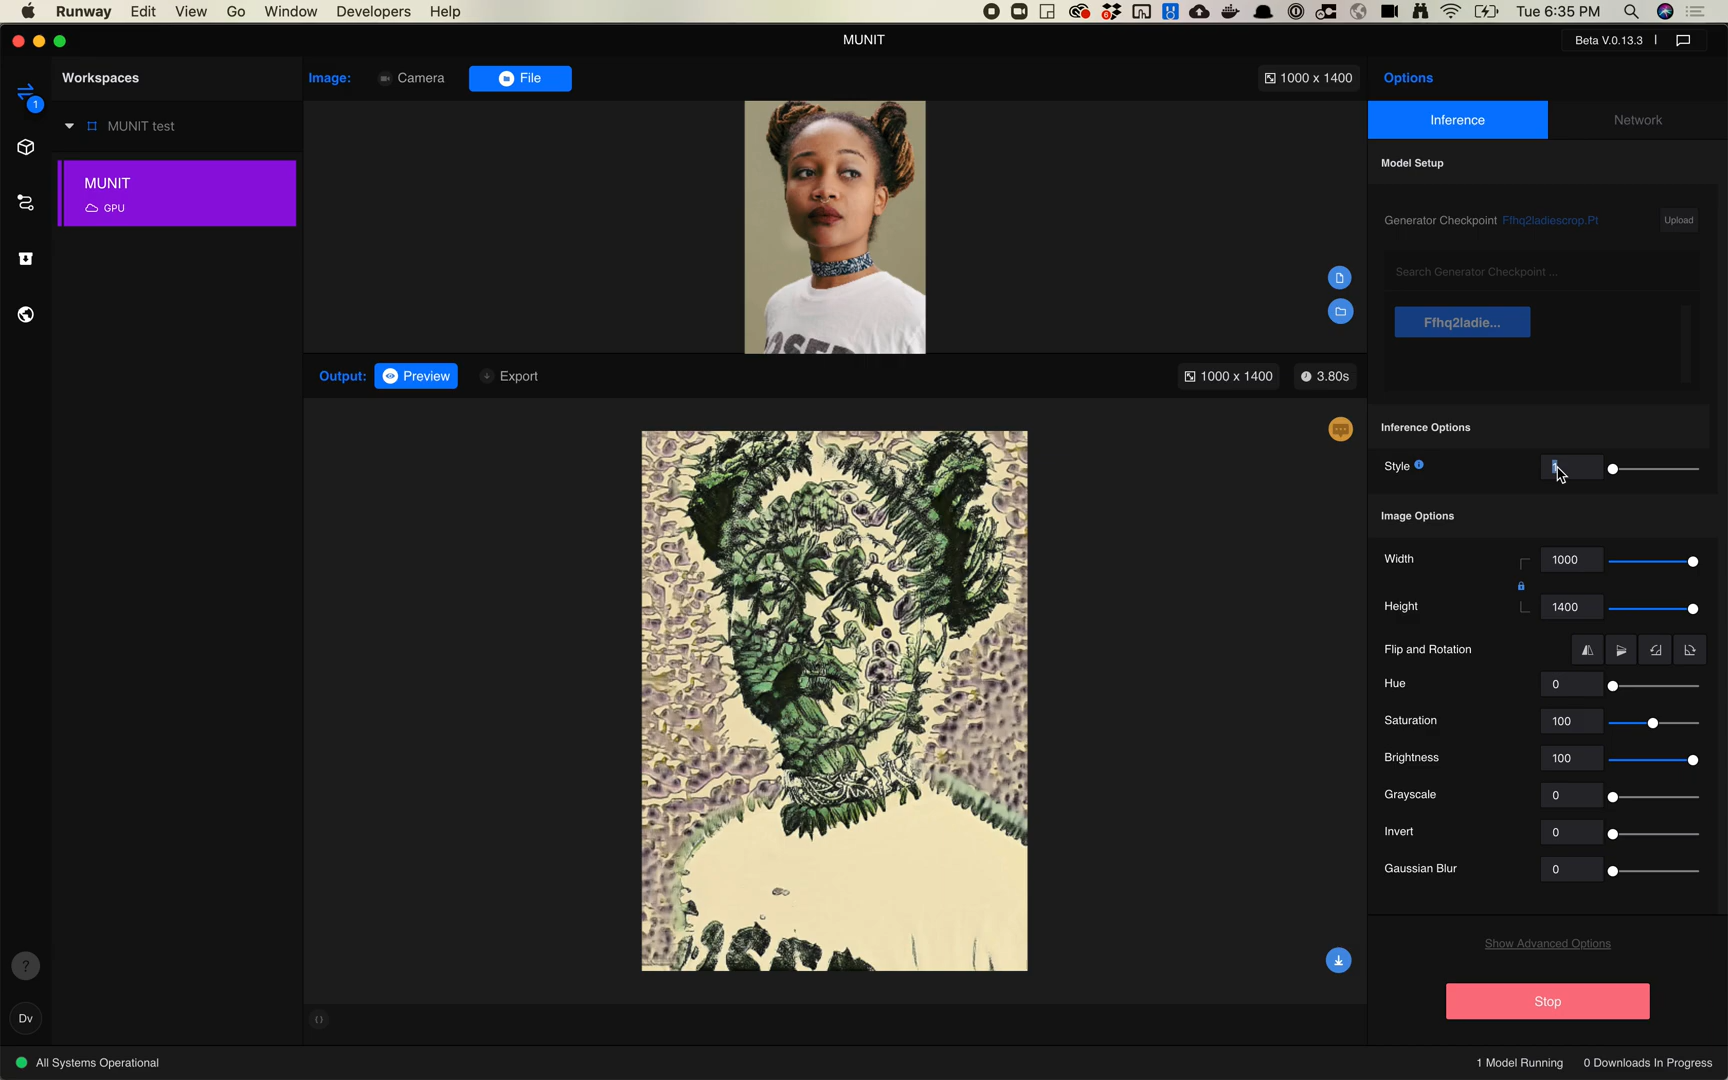 Runway Edit View Go Window Developers Help Tue 6:35 PM
MUNIT
Beta V.0.13.3
Workspaces
1
MUNIT test
MUNIT
GPU
Image: Camera File 1000 x 1400
Output: Preview Export 1000 x 1400 3.80s
Options
Inference Network
Model Setup
Generator Checkpoint Ffhq2ladiescrop.Pt Upload
Search Generator Checkpoint ...
Ffhq2ladie...
Inference Options
Style 1
Image Options
Width 1000
Height 1400
Flip and Rotation
Hue 0
Saturation 100
Brightness 100
Grayscale 0
Invert 0
Gaussian Blur 0
Show Advanced Options
Stop
?
Dv
All Systems Operational
1 Model Running 0 Downloads In Progress